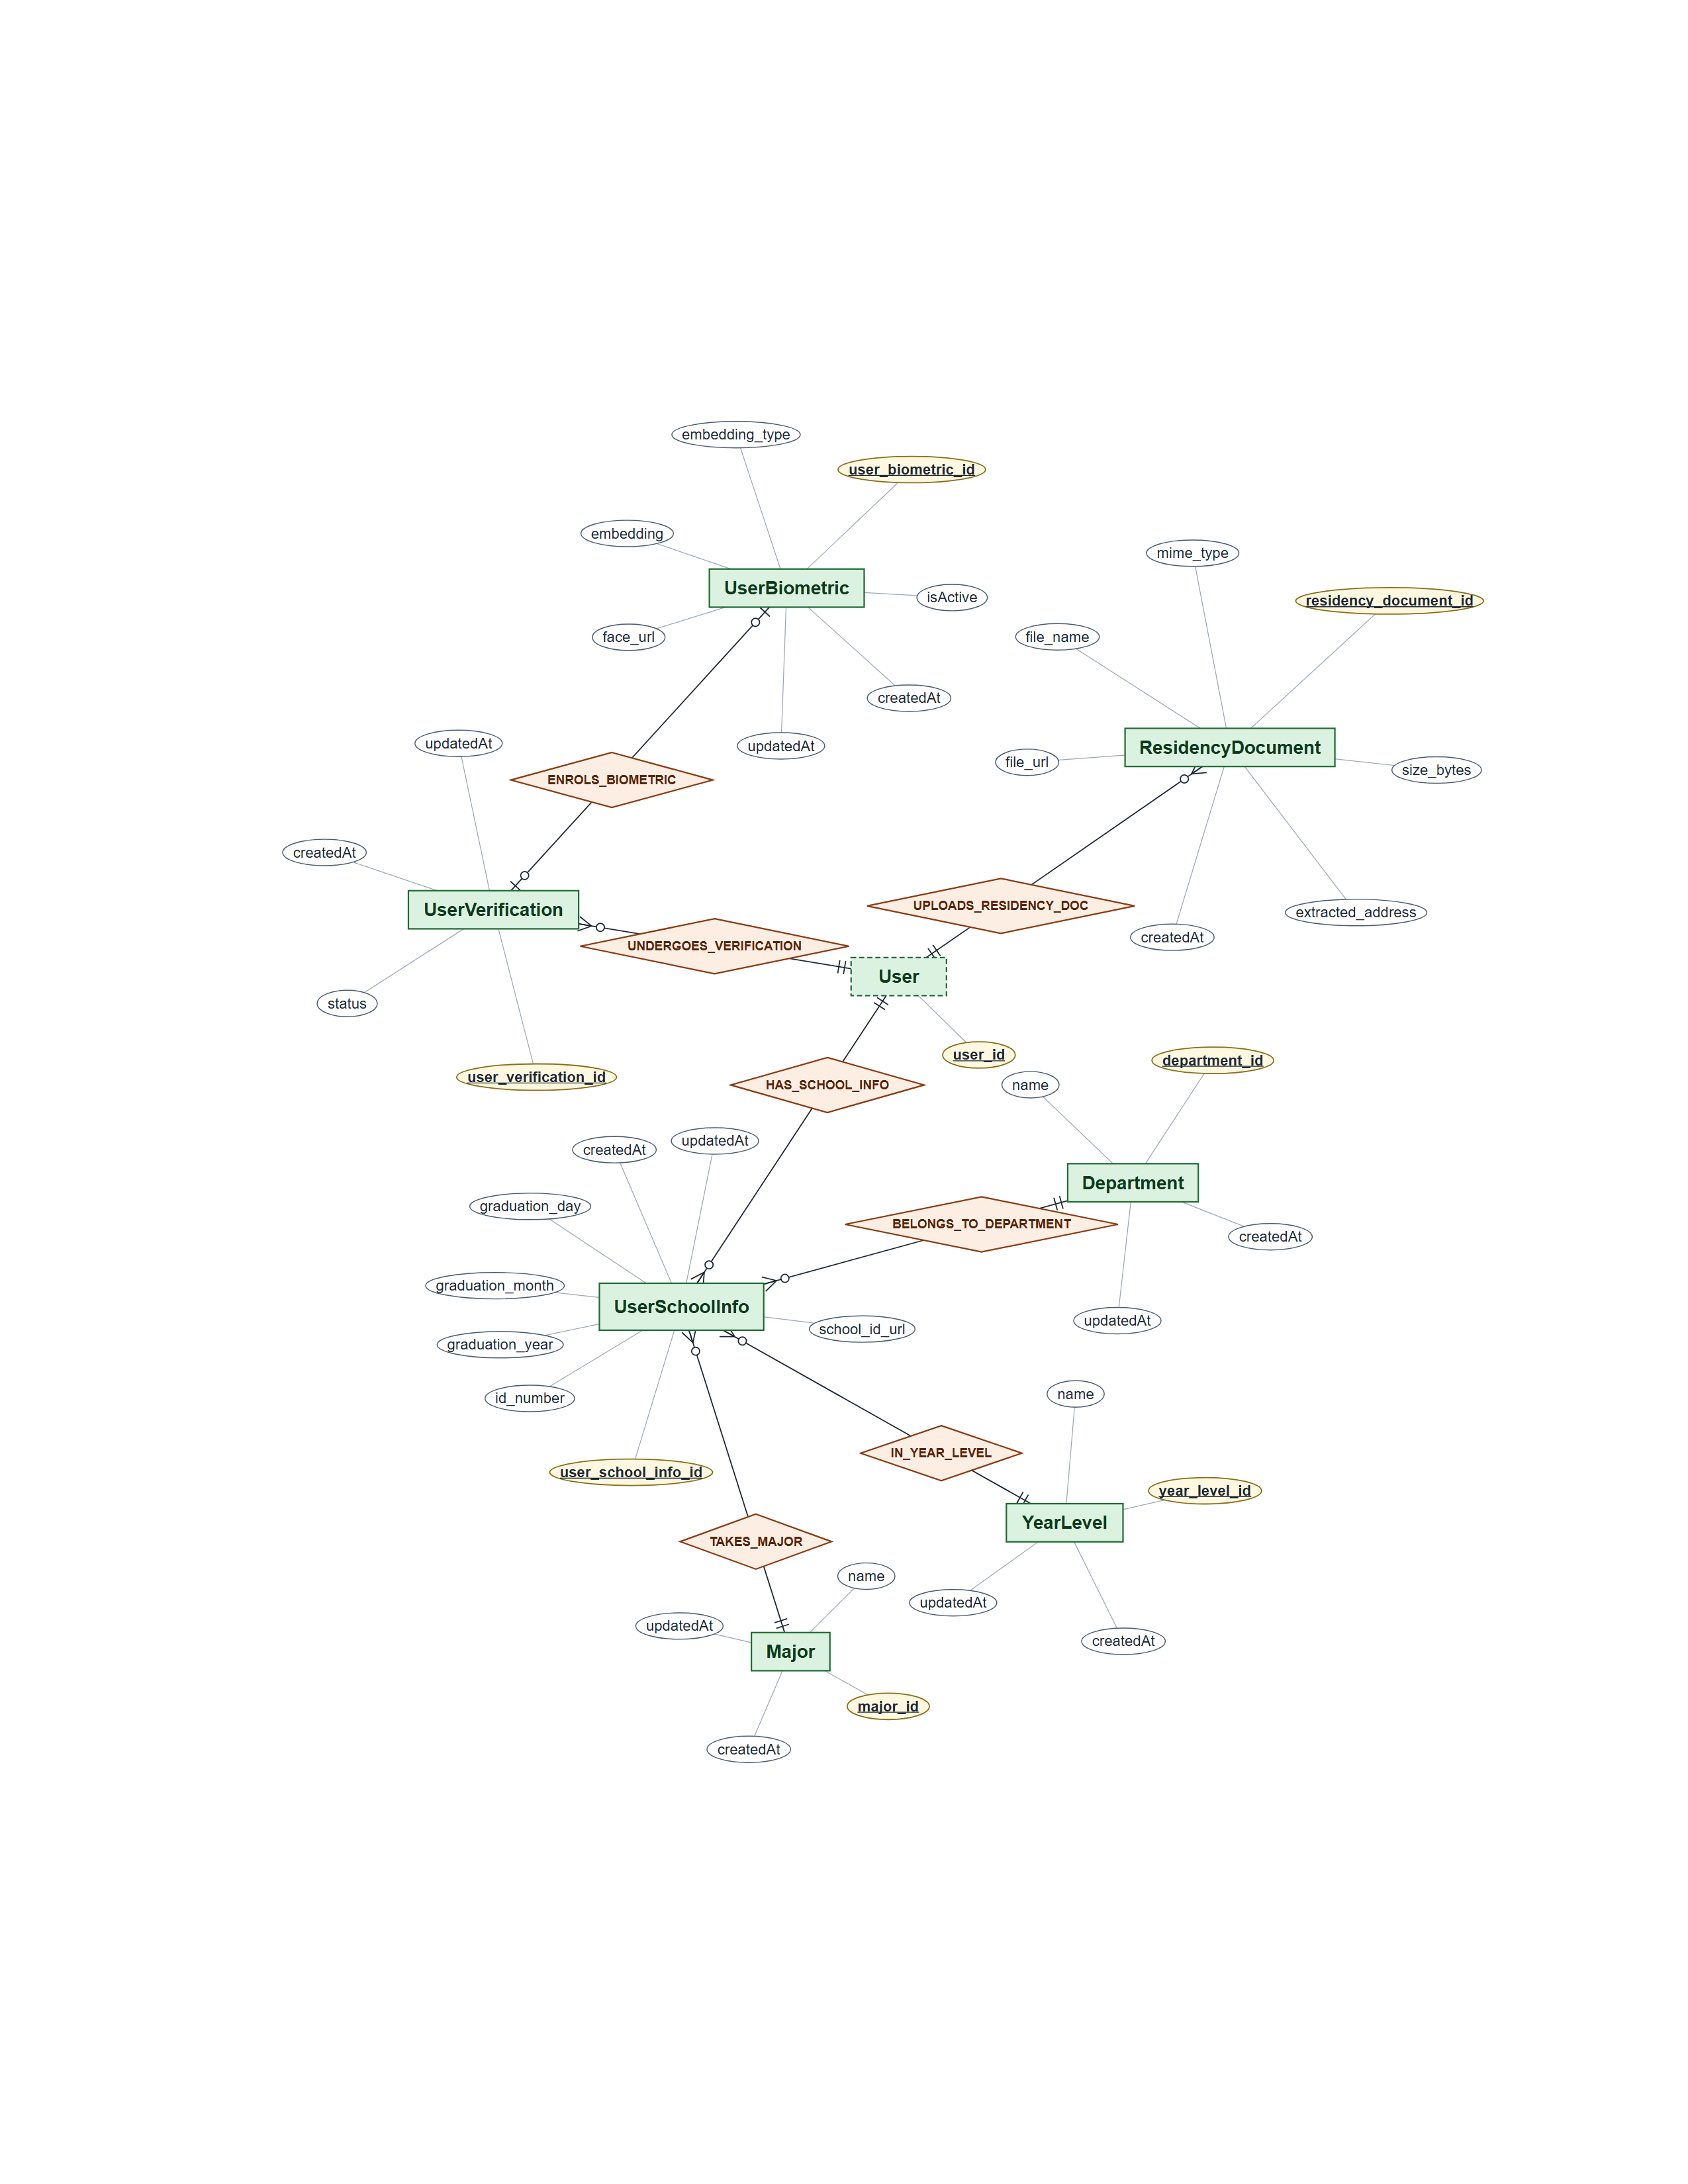 embedding_type
user_biometric_id
embedding
mime_type
UserBiometric
isActive
residency_document_id
face_url
file_name
createdAt
updatedAt
updatedAt
ResidencyDocument
file_url
size_bytes
ENROLS_BIOMETRIC
createdAt
UserVerification
UPLOADS_RESIDENCY_DOC
extracted_address
createdAt
UNDERGOES_VERIFICATION
User
status
user_id
department_id
user_verification_id
HAS_SCHOOL_INFO
name
createdAt
updatedAt
Department
graduation_day
BELONGS_TO_DEPARTMENT
createdAt
graduation_month
UserSchoolInfo
updatedAt
school_id_url
graduation_year
id_number
name
IN_YEAR_LEVEL
user_school_info_id
year_level_id
YearLevel
TAKES_MAJOR
name
updatedAt
updatedAt
createdAt
Major
major_id
createdAt